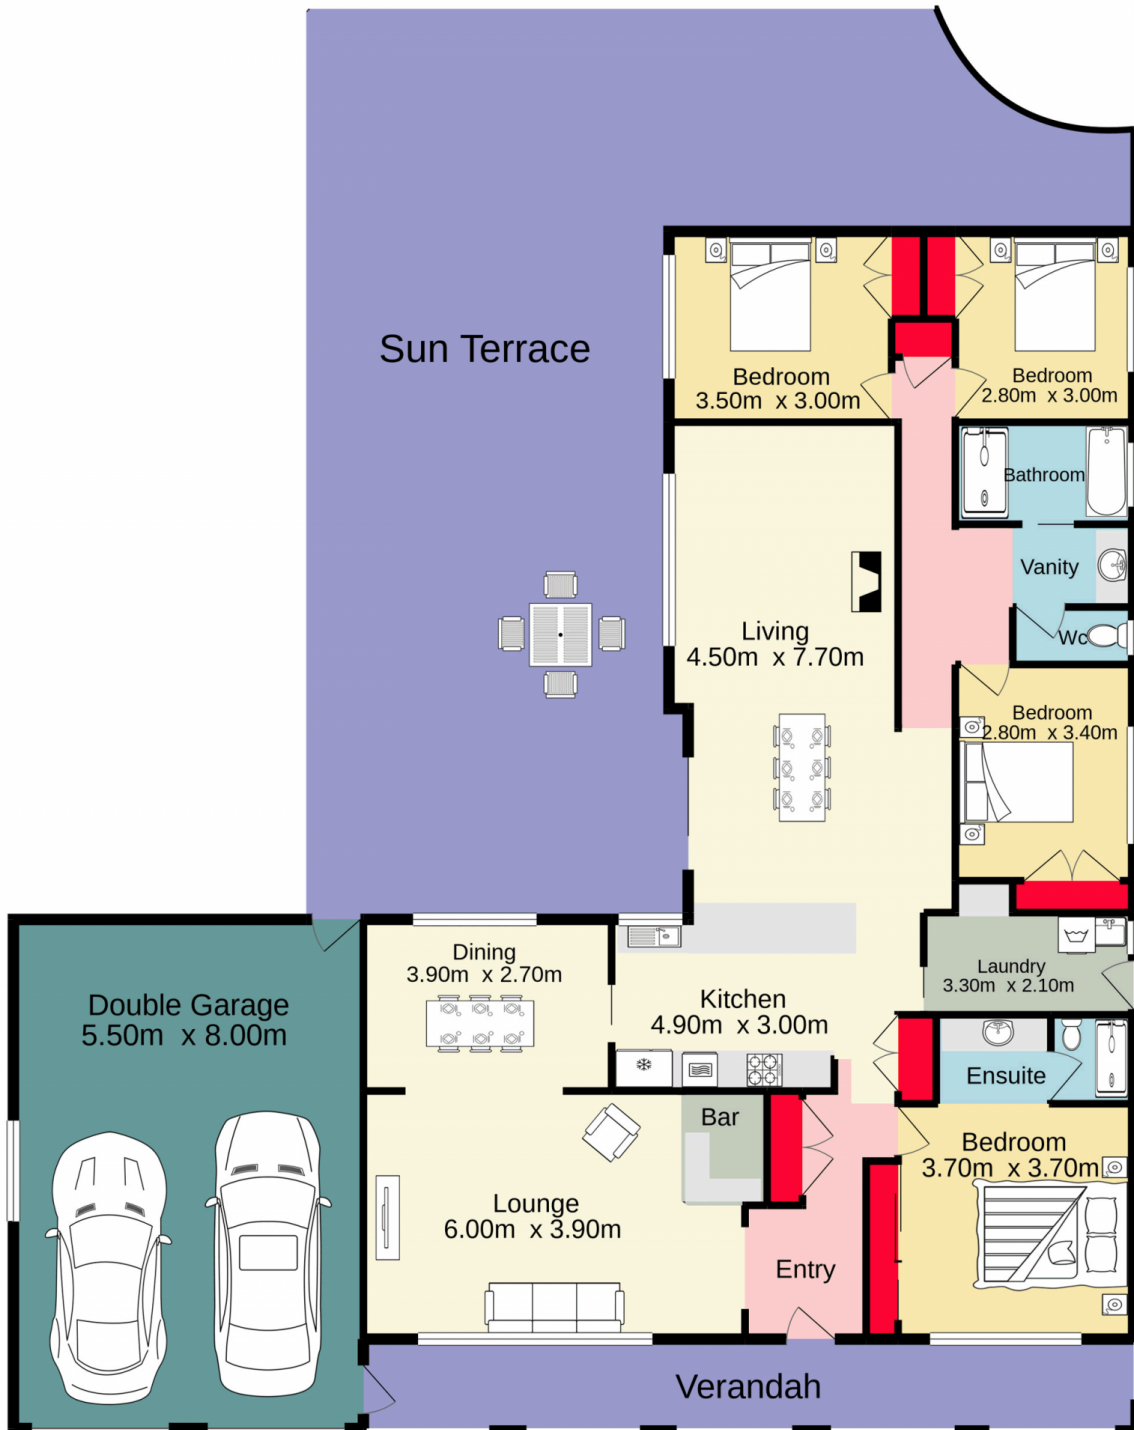 Sun Terrace
Bedroom
3.50m x 3.00m
Bedroom
2.80m x 3.00m
Bathroom
Vanity
Wc
Living
4.50m x 7.70m
Bedroom
2.80m x 3.40m
Dining
3.90m x 2.70m
Laundry
3.30m x 2.10m
Double Garage
5.50m x 8.00m
Kitchen
4.90m x 3.00m
Ensuite
Bar
Bedroom
3.70m x 3.70m
Lounge
6.00m x 3.90m
Entry
Verandah